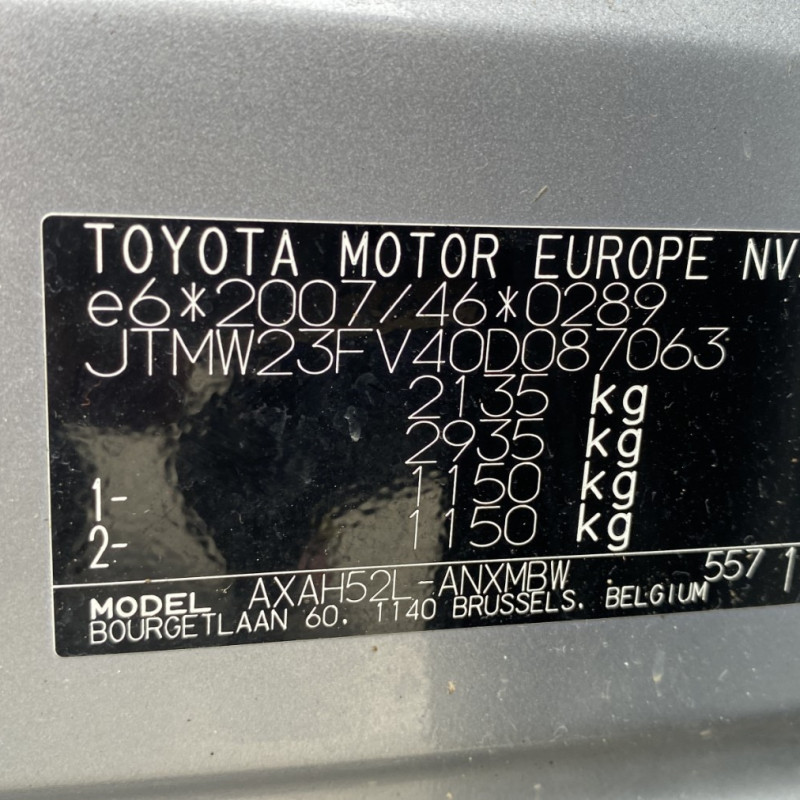 TOYOTA MOTOR EUROPE NV
e6*2007/46*0289
JTMW23FV40D087063
2135 kg
2935 kg
1- 1150 kg
2- 1150 kg
MODEL AXAH52L-ANXMBW 557 1
BOURGETLAAN 60. 1140 BRUSSELS. BELGIUM